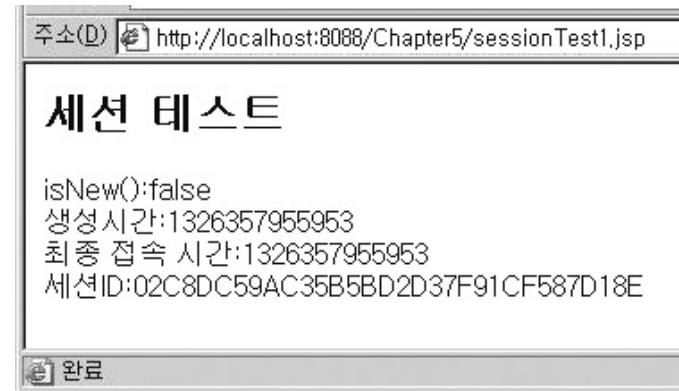 주소(D) http://localhost:8088/Chapter5/sessionTest1.jsp
세션 테스트
isNew():false
생성시간:1326357955953
최종 접속 시간:1326357955953
세션ID:02C8DC59AC35B5BD2D37F91CF587D18E
완료